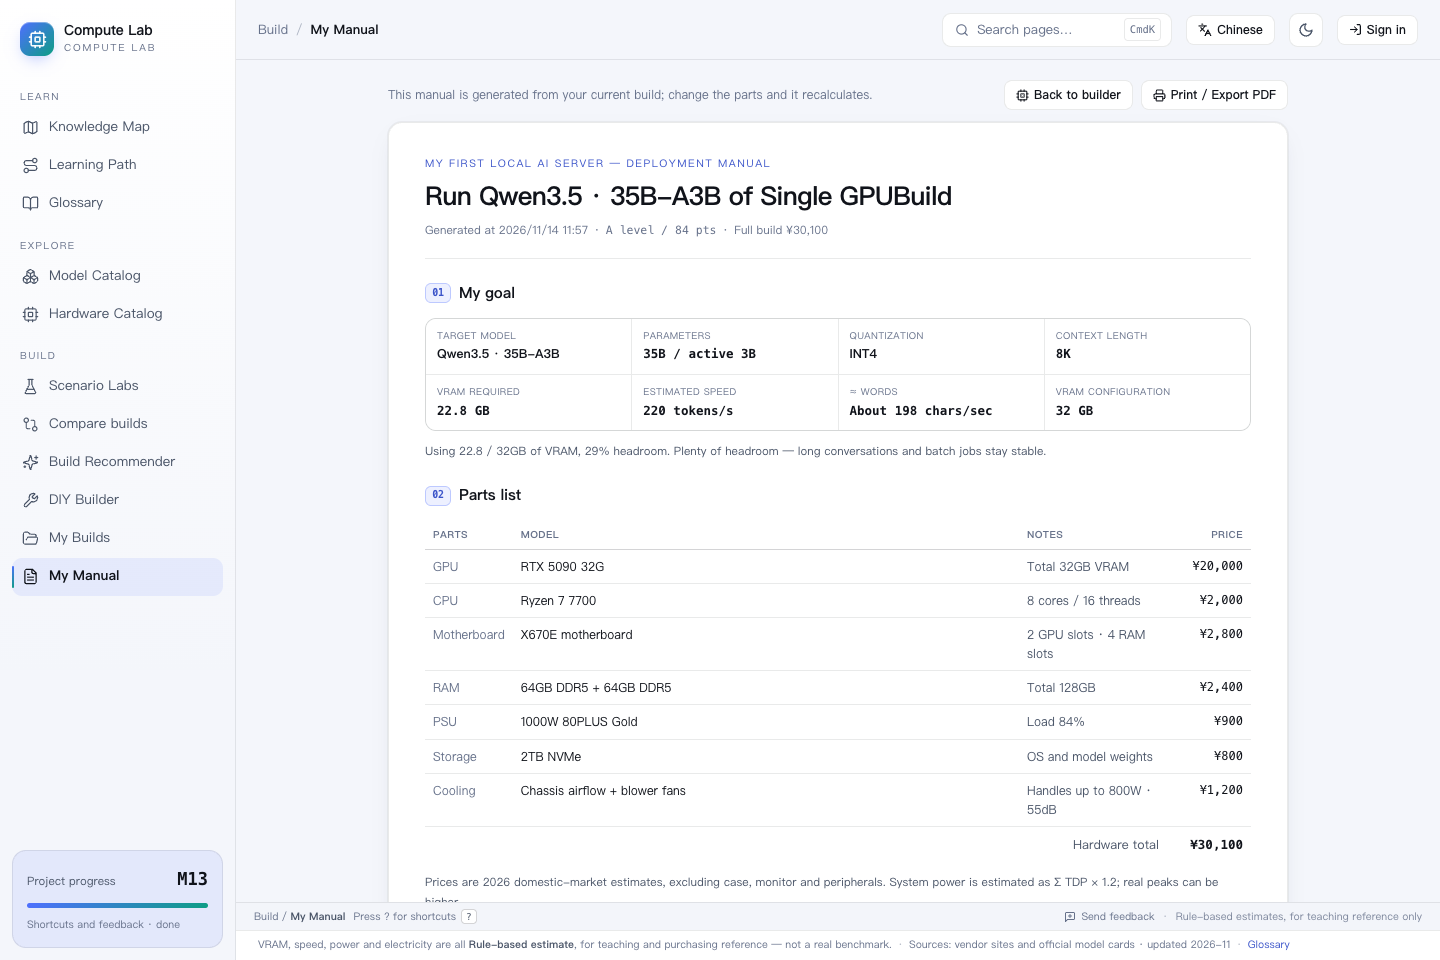 Compute Lab
COMPUTE LAB
LEARN
Knowledge Map
Learning Path
Glossary
EXPLORE
Model Catalog
Hardware Catalog
BUILD
Scenario Labs
Compare builds
Build Recommender
DIY Builder
My Builds
My Manual
Project progress M13
Shortcuts and feedback · done
Build / My Manual
Search pages... CmdK
Chinese
Sign in
This manual is generated from your current build; change the parts and it recalculates.
Back to builder
Print / Export PDF
MY FIRST LOCAL AI SERVER — DEPLOYMENT MANUAL
Run Qwen3.5 · 35B-A3B of Single GPUBuild
Generated at 2026/11/14 11:57 · A level / 84 pts · Full build ¥30,100
01 My goal
TARGET MODEL PARAMETERS QUANTIZATION CONTEXT LENGTH
Qwen3.5 · 35B-A3B 35B / active 3B INT4 8K
VRAM REQUIRED ESTIMATED SPEED ≈ WORDS VRAM CONFIGURATION
22.8 GB 220 tokens/s About 198 chars/sec 32 GB
Using 22.8 / 32GB of VRAM, 29% headroom. Plenty of headroom — long conversations and batch jobs stay stable.
02 Parts list
PARTS MODEL NOTES PRICE
GPU RTX 5090 32G Total 32GB VRAM ¥20,000
CPU Ryzen 7 7700 8 cores / 16 threads ¥2,000
Motherboard X670E motherboard 2 GPU slots · 4 RAM slots ¥2,800
RAM 64GB DDR5 + 64GB DDR5 Total 128GB ¥2,400
PSU 1000W 80PLUS Gold Load 84% ¥900
Storage 2TB NVMe OS and model weights ¥800
Cooling Chassis airflow + blower fans Handles up to 800W · 55dB ¥1,200
Hardware total ¥30,100
Prices are 2026 domestic-market estimates, excluding case, monitor and peripherals. System power is estimated as Σ TDP × 1.2; real peaks can be
higher.
Build / My Manual Press ? for shortcuts ?
Send feedback · Rule-based estimates, for teaching reference only
VRAM, speed, power and electricity are all Rule-based estimate, for teaching and purchasing reference — not a real benchmark. · Sources: vendor sites and official model cards · updated 2026-11 · Glossary